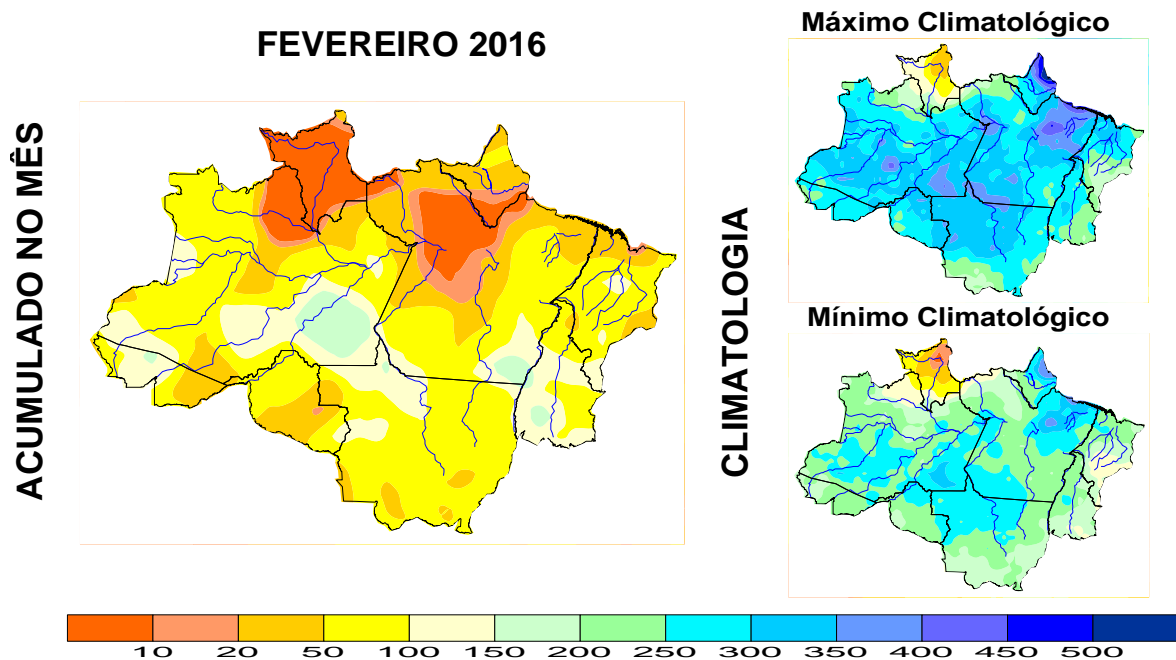 FEVEREIRO 2016
ACUMULADO NO MÊS
CLIMATOLOGIA
Máximo Climatológico
Mínimo Climatológico
10 20 50 100 150 200 250 300 350 400 450 500